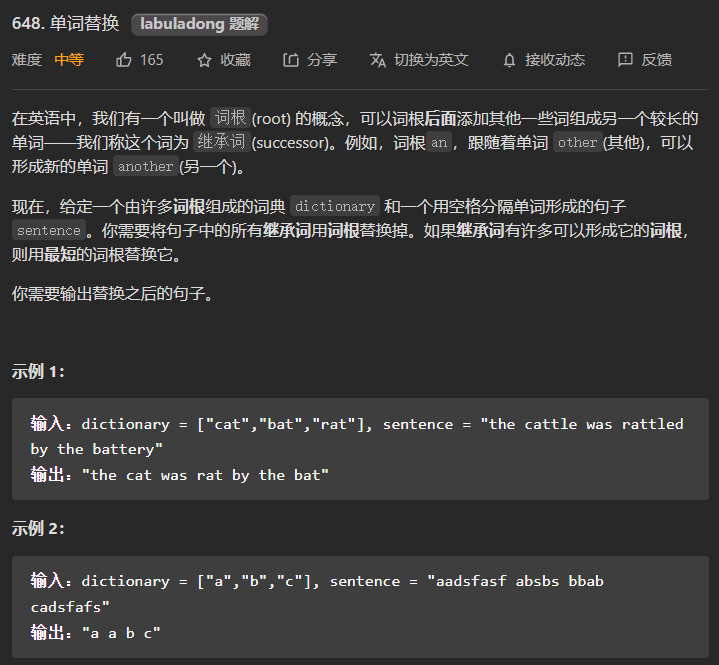 648. 单词替换 labuladong 题解
难度 中等 165 收藏 分享 切换为英文 接收动态 反馈
在英语中，我们有一个叫做 词根(root) 的概念，可以词根后面添加其他一些词组成另一个较长的
单词——我们称这个词为 继承词(successor)。例如，词根an，跟随着单词 other(其他)，可以
形成新的单词 another(另一个)。
现在，给定一个由许多词根组成的词典 dictionary 和一个用空格分隔单词形成的句子
sentence。你需要将句子中的所有继承词用词根替换掉。如果继承词有许多可以形成它的词根，
则用最短的词根替换它。
你需要输出替换之后的句子。
示例 1：
输入：dictionary = ["cat","bat","rat"], sentence = "the cattle was rattled
by the battery"
输出："the cat was rat by the bat"
示例 2：
输入：dictionary = ["a","b","c"], sentence = "aadsfasf absbs bbab
cadsfafs"
输出："a a b c"